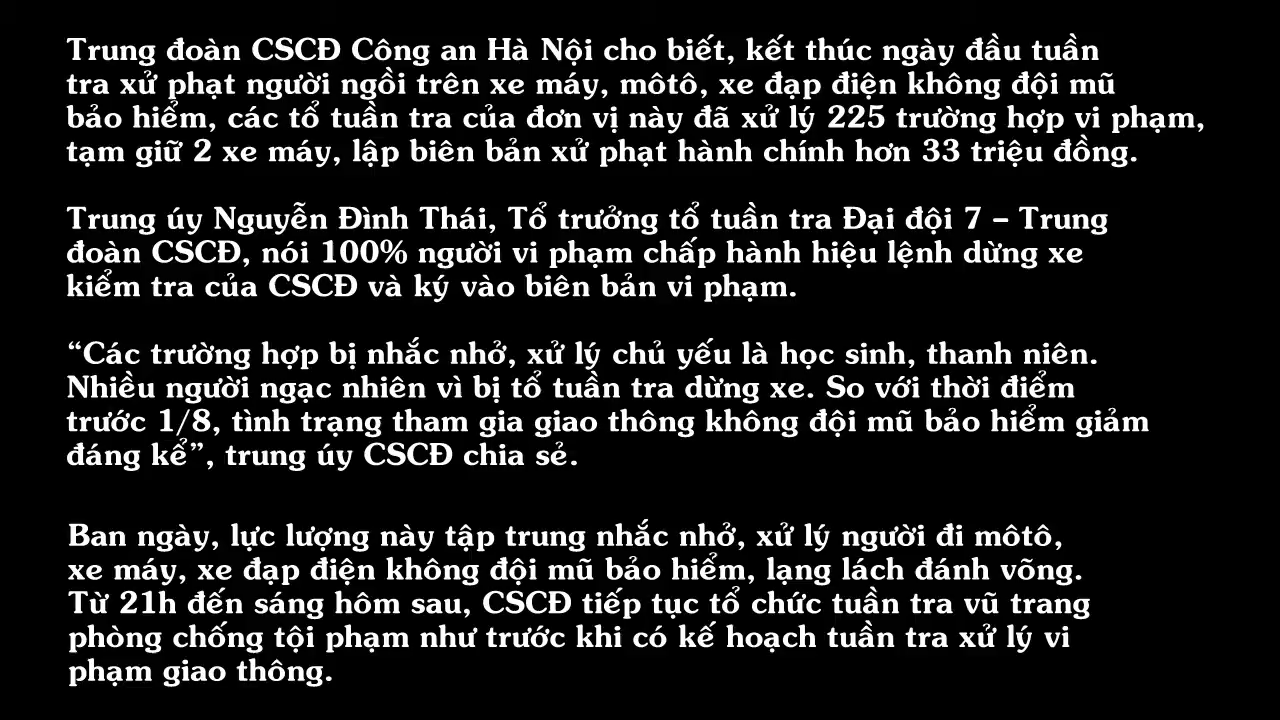 Trung đoàn CSCĐ Công an Hà Nội cho biết, kết thúc ngày đầu tuần
tra xử phạt người ngồi trên xe máy, môtô, xe đạp điện không đội mũ
bảo hiểm, các tổ tuần tra của đơn vị này đã xử lý 225 trường hợp vi phạm,
tạm giữ 2 xe máy, lập biên bản xử phạt hành chính hơn 33 triệu đồng.
Trung úy Nguyễn Đình Thái, Tổ trưởng tổ tuần tra Đại đội 7 – Trung
đoàn CSCĐ, nói 100% người vi phạm chấp hành hiệu lệnh dừng xe
kiểm tra của CSCĐ và ký vào biên bản vi phạm.
“Các trường hợp bị nhắc nhở, xử lý chủ yếu là học sinh, thanh niên.
Nhiều người ngạc nhiên vì bị tổ tuần tra dừng xe. So với thời điểm
trước 1/8, tình trạng tham gia giao thông không đội mũ bảo hiểm giảm
đáng kể”, trung úy CSCĐ chia sẻ.
Ban ngày, lực lượng này tập trung nhắc nhở, xử lý người đi môtô,
xe máy, xe đạp điện không đội mũ bảo hiểm, lạng lách đánh võng.
Từ 21h đến sáng hôm sau, CSCĐ tiếp tục tổ chức tuần tra vũ trang
phòng chống tội phạm như trước khi có kế hoạch tuần tra xử lý vi
phạm giao thông.